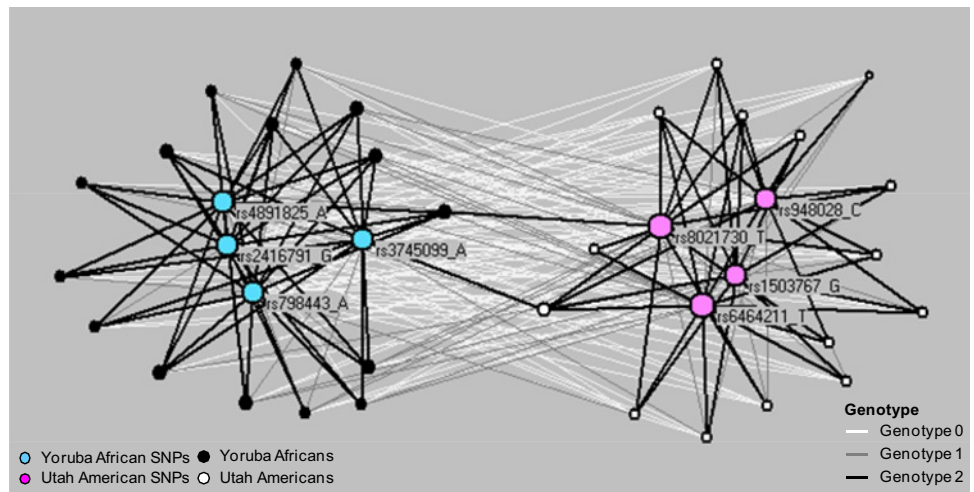 rs4891825_A
rs948028_C
rs8021730_T
rs2416791_G
rs3745099_A
rs1503767_G
rs798443_A
rs6464211_T
Genotype
Genotype 0
Genotype 1
Genotype 2
Yoruba African SNPs
Yoruba Africans
Utah American SNPs
Utah Americans